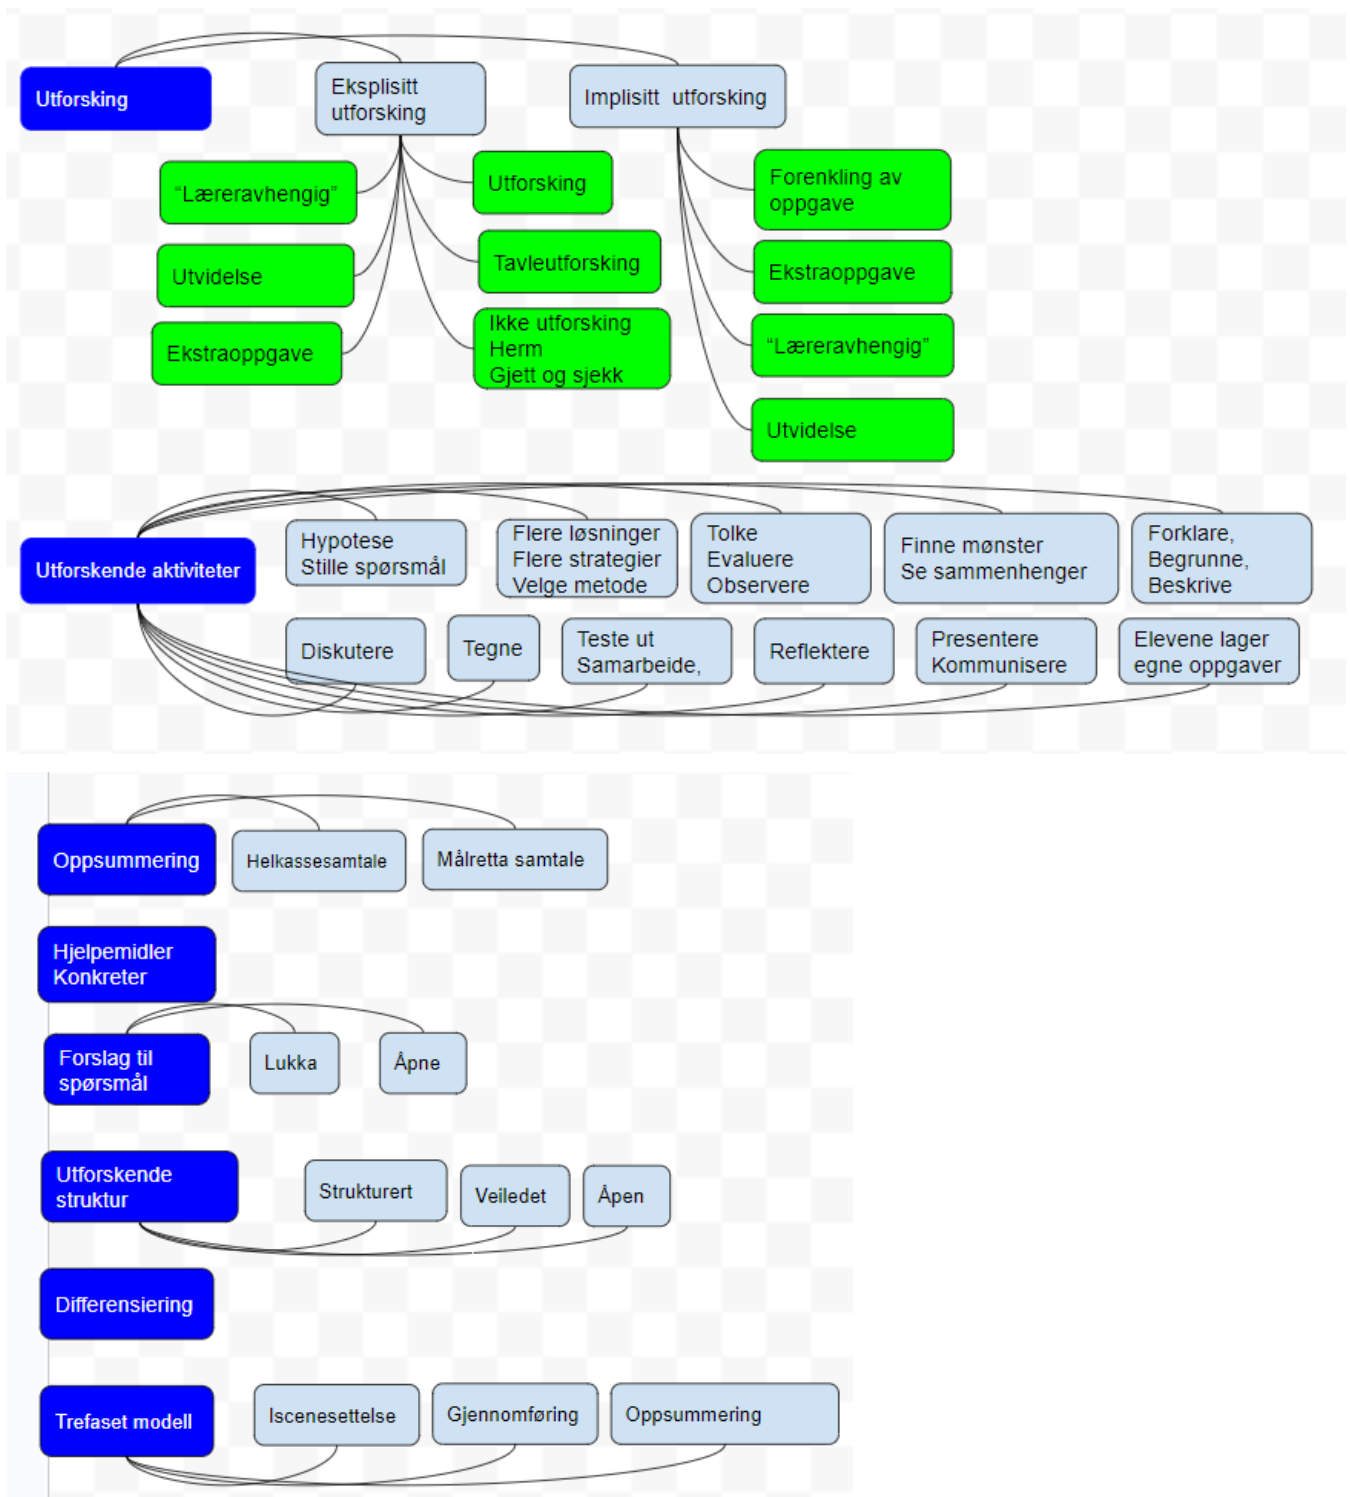 Utforsking
Eksplisitt
utforsking
Implisitt utforsking
“Læreravhengig”
Utforsking
Forenkling av
oppgave
Utvidelse
Tavleutforsking
Ekstraoppgave
Ekstraoppgave
Ikke utforsking
Herm
Gjett og sjekk
“Læreravhengig”
Utvidelse
Utforskende aktiviteter
Hypotese
Stille spørsmål
Flere løsninger
Flere strategier
Velge metode
Tolke
Evaluere
Observere
Finne mønster
Se sammenhenger
Forklare,
Begrunne,
Beskrive
Diskutere
Tegne
Teste ut
Samarbeide,
Reflektere
Presentere
Kommunisere
Elevene lager
egne oppgaver
Oppsummering
Helkassesamtale
Målretta samtale
Hjelpemidler
Konkreter
Forslag til
spørsmål
Lukka
Åpne
Utforskende
struktur
Strukturert
Veiledet
Åpen
Differensiering
Trefaset modell
Iscenesettelse
Gjennomføring
Oppsummering